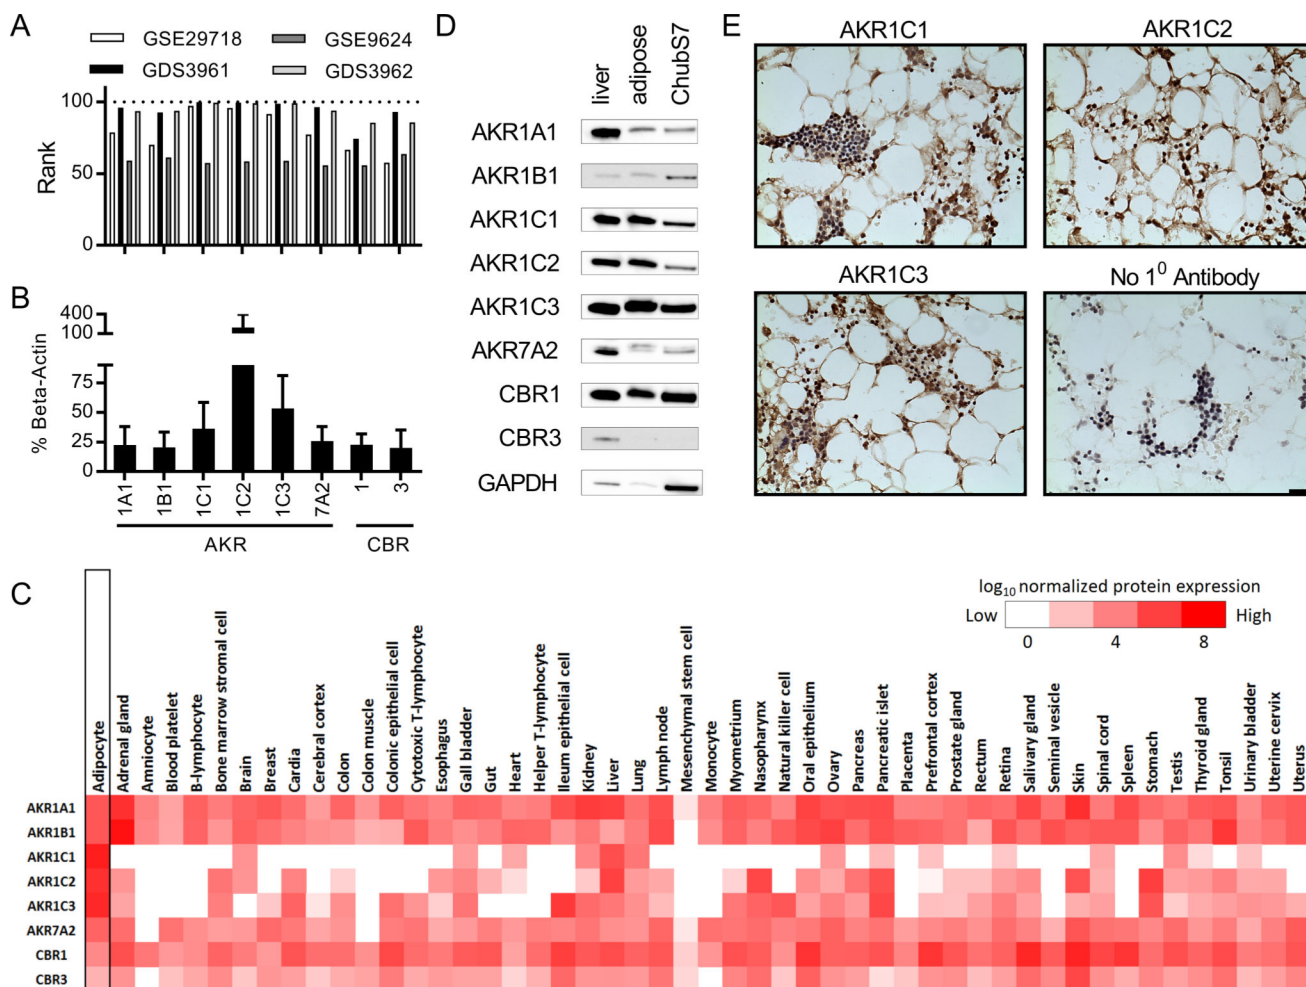 A
GSE29718 GSE9624
GDS3961 GDS3962
100
50
0
Rank
B
400
100
75
50
25
0
% Beta-Actin
1A1 1B1 1C1 1C2 1C3 7A2 1 3
AKR CBR
D
liver adipose ChubS7
AKR1A1
AKR1B1
AKR1C1
AKR1C2
AKR1C3
AKR7A2
CBR1
CBR3
GAPDH
E
AKR1C1 AKR1C2
AKR1C3 No 1⁰ Antibody
C
log₁₀ normalized protein expression
Low High
0 4 8
Adipocyte
Adrenal gland
Amniocyte
Blood platelet
B-lymphocyte
Bone marrow stromal cell
Brain
Breast
Cardia
Cerebral cortex
Colon
Colon muscle
Colonic epithelial cell
Cytotoxic T-lymphocyte
Esophagus
Gall bladder
Gut
Heart
Helper T-lymphocyte
Ileum epithelial cell
Kidney
Liver
Lung
Lymph node
Mesenchymal stem cell
Monocyte
Myometrium
Nasopharynx
Natural killer cell
Oral epithelium
Ovary
Pancreas
Pancreatic islet
Placenta
Prefrontal cortex
Prostate gland
Rectum
Retina
Salivary gland
Seminal vesicle
Skin
Spinal cord
Spleen
Stomach
Testis
Thyroid gland
Tonsil
Urinary bladder
Uterine cervix
Uterus
AKR1A1
AKR1B1
AKR1C1
AKR1C2
AKR1C3
AKR7A2
CBR1
CBR3